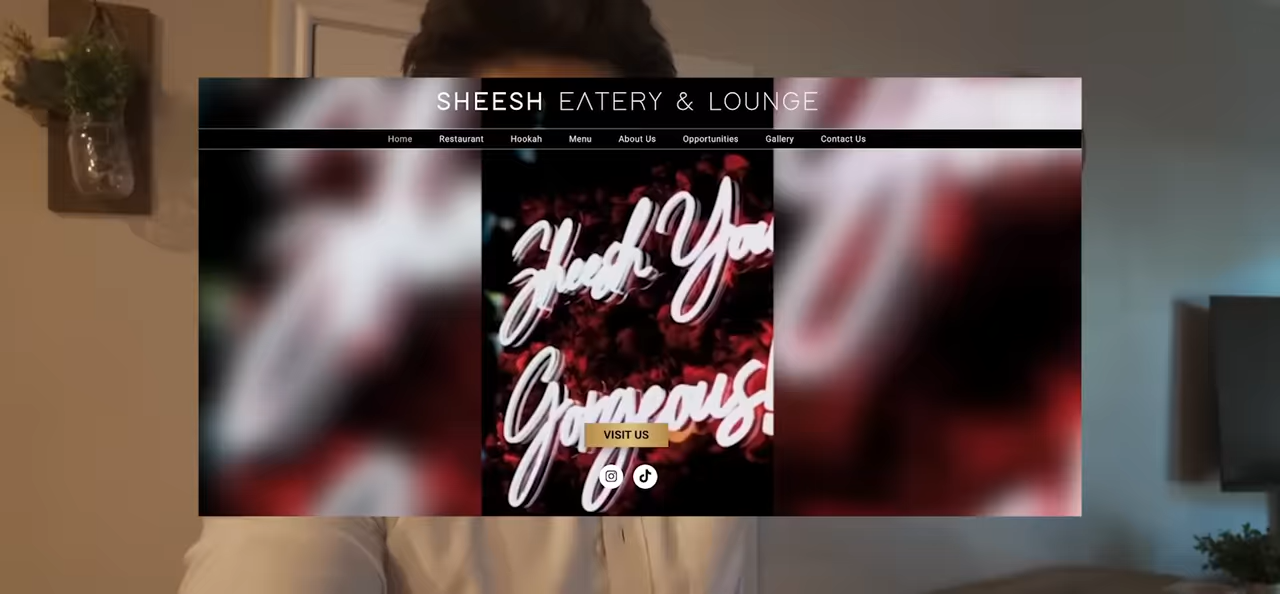 SHEESH EATERY & LOUNGE
Home Restaurant Hookah Menu About Us Opportunities Gallery Contact Us
Sheesh You
Gorgeous!
VISIT US